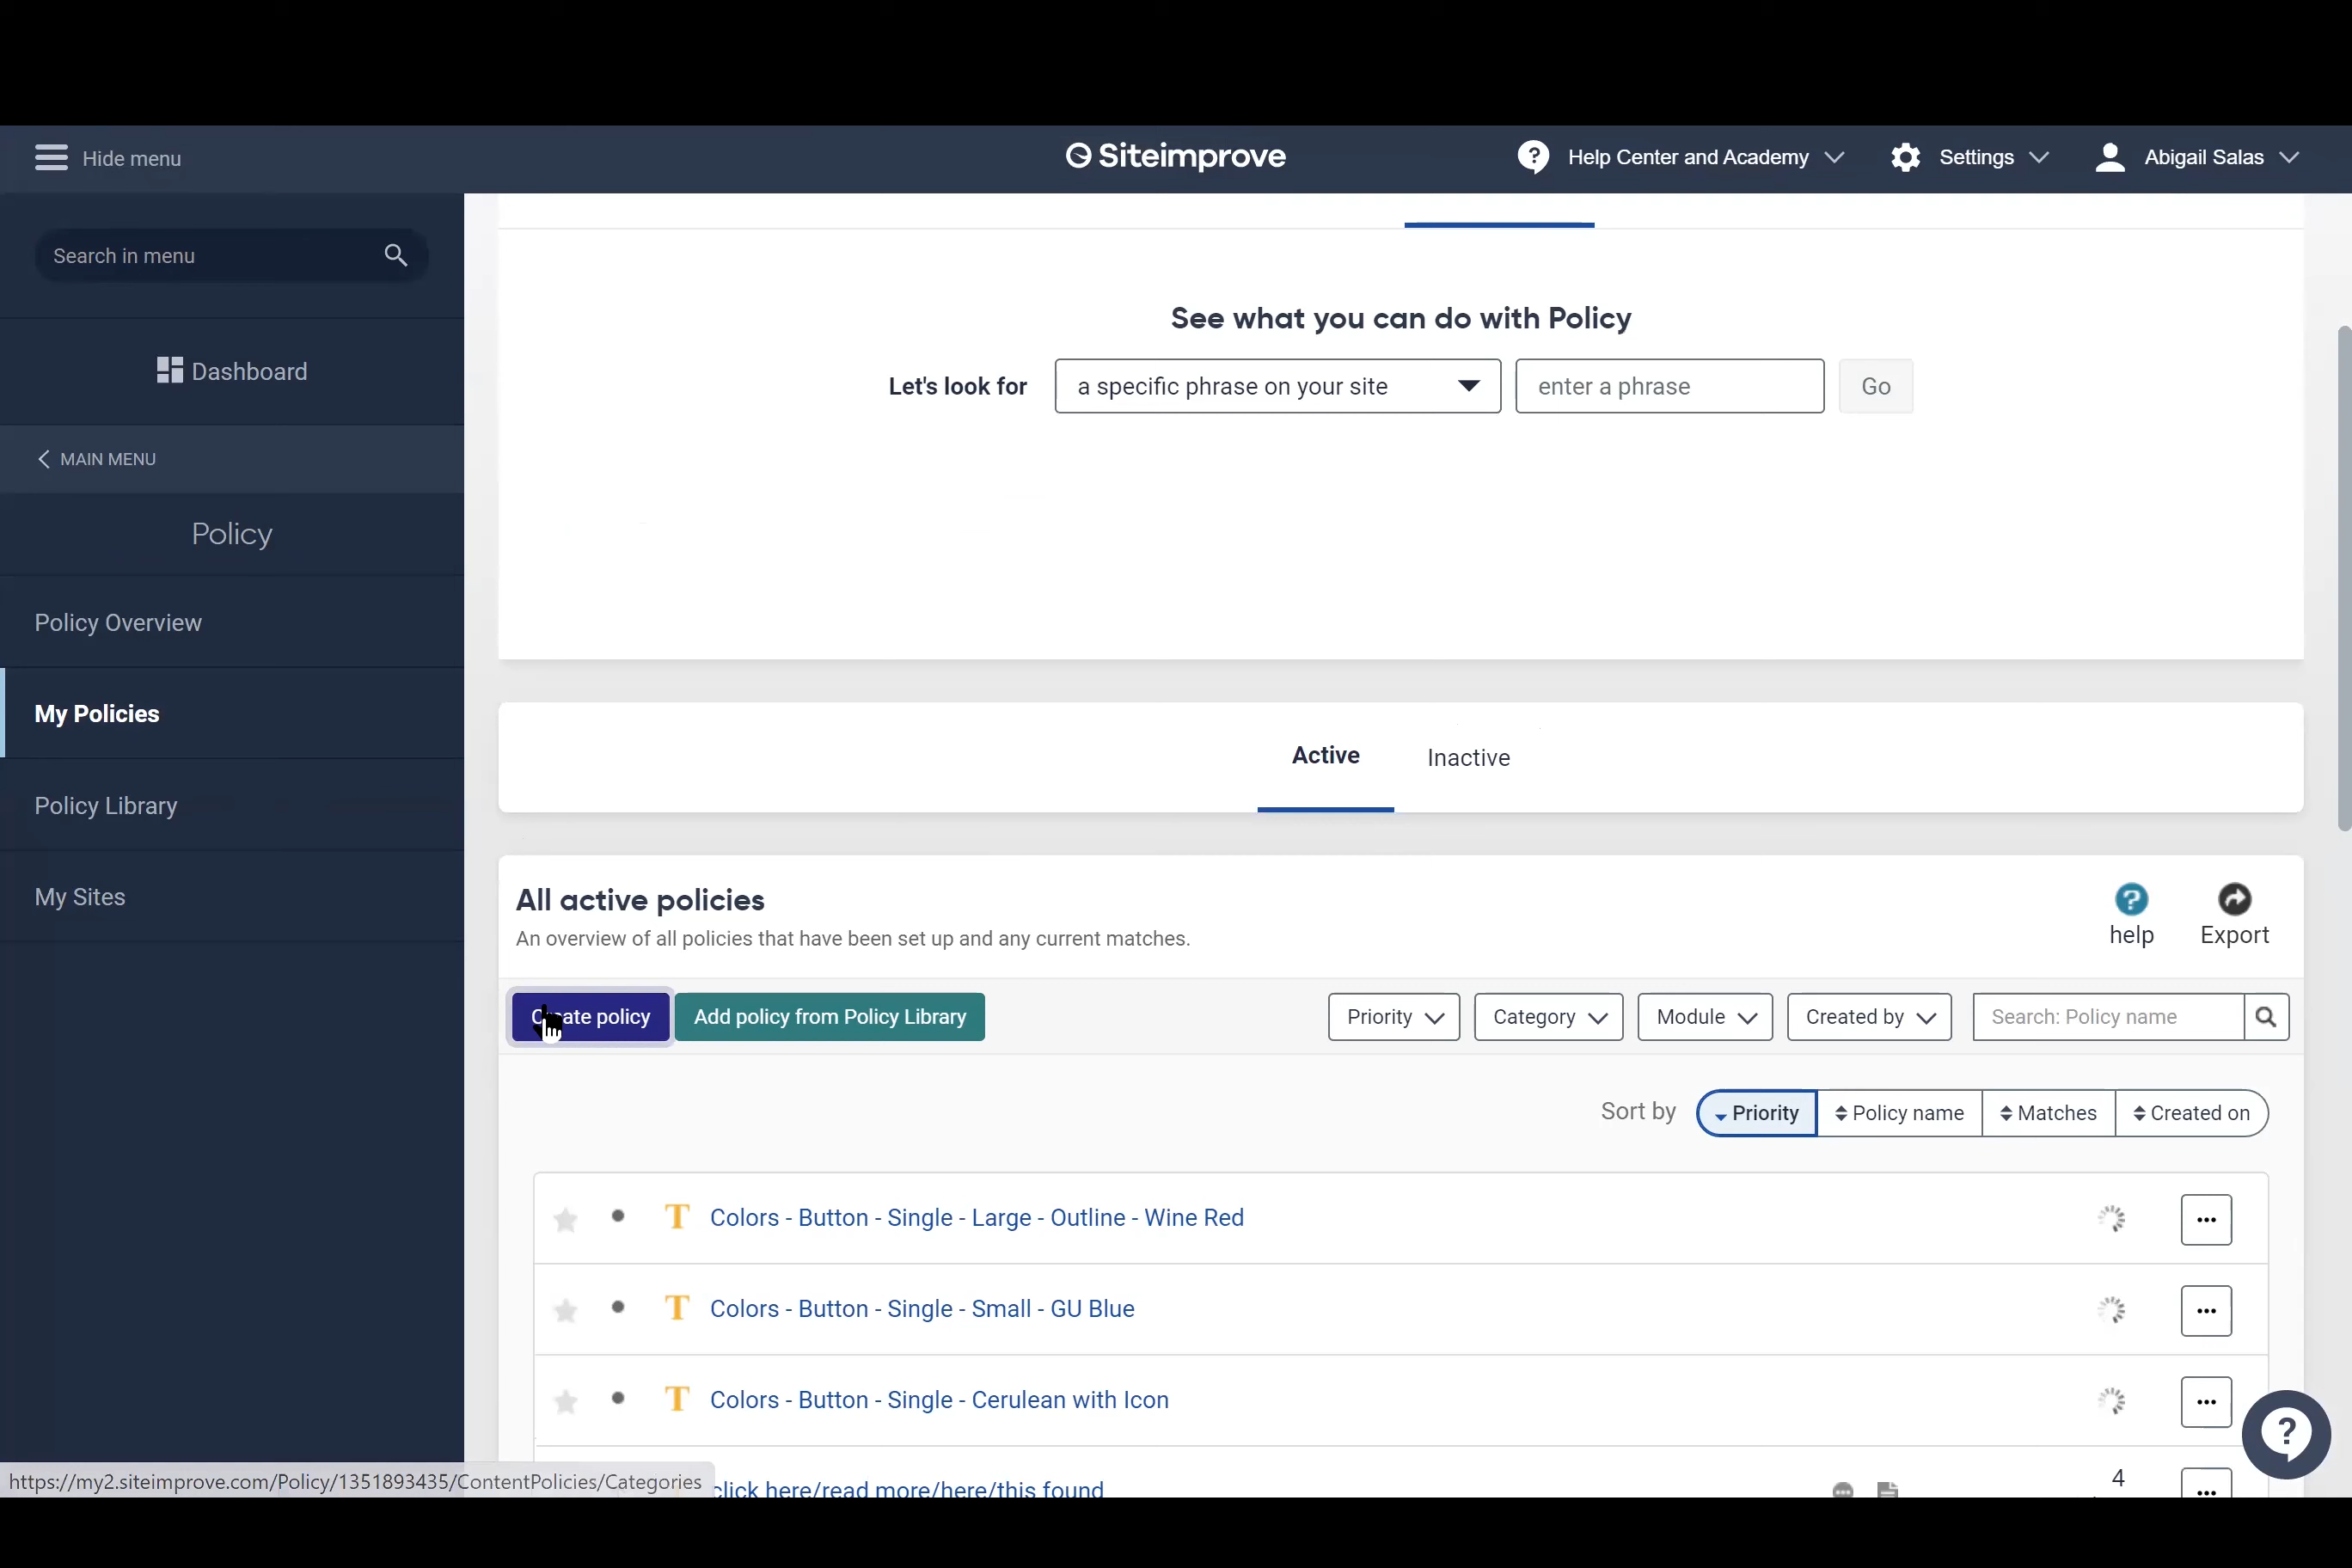 Hide menu
Siteimprove
Help Center and Academy
Settings
Abigail Salas
Search in menu
Dashboard
MAIN MENU
Policy
Policy Overview
My Policies
Policy Library
My Sites
See what you can do with Policy
Let's look for
a specific phrase on your site
enter a phrase
Go
Active
Inactive
All active policies
An overview of all policies that have been set up and any current matches.
help
Export
Create policy
Add policy from Policy Library
Priority
Category
Module
Created by
Search: Policy name
Sort by
Priority
Policy name
Matches
Created on
Colors - Button - Single - Large - Outline - Wine Red
Colors - Button - Single - Small - GU Blue
Colors - Button - Single - Cerulean with Icon
click here/read more/here/this found
4
https://my2.siteimprove.com/Policy/1351893435/ContentPolicies/Categories